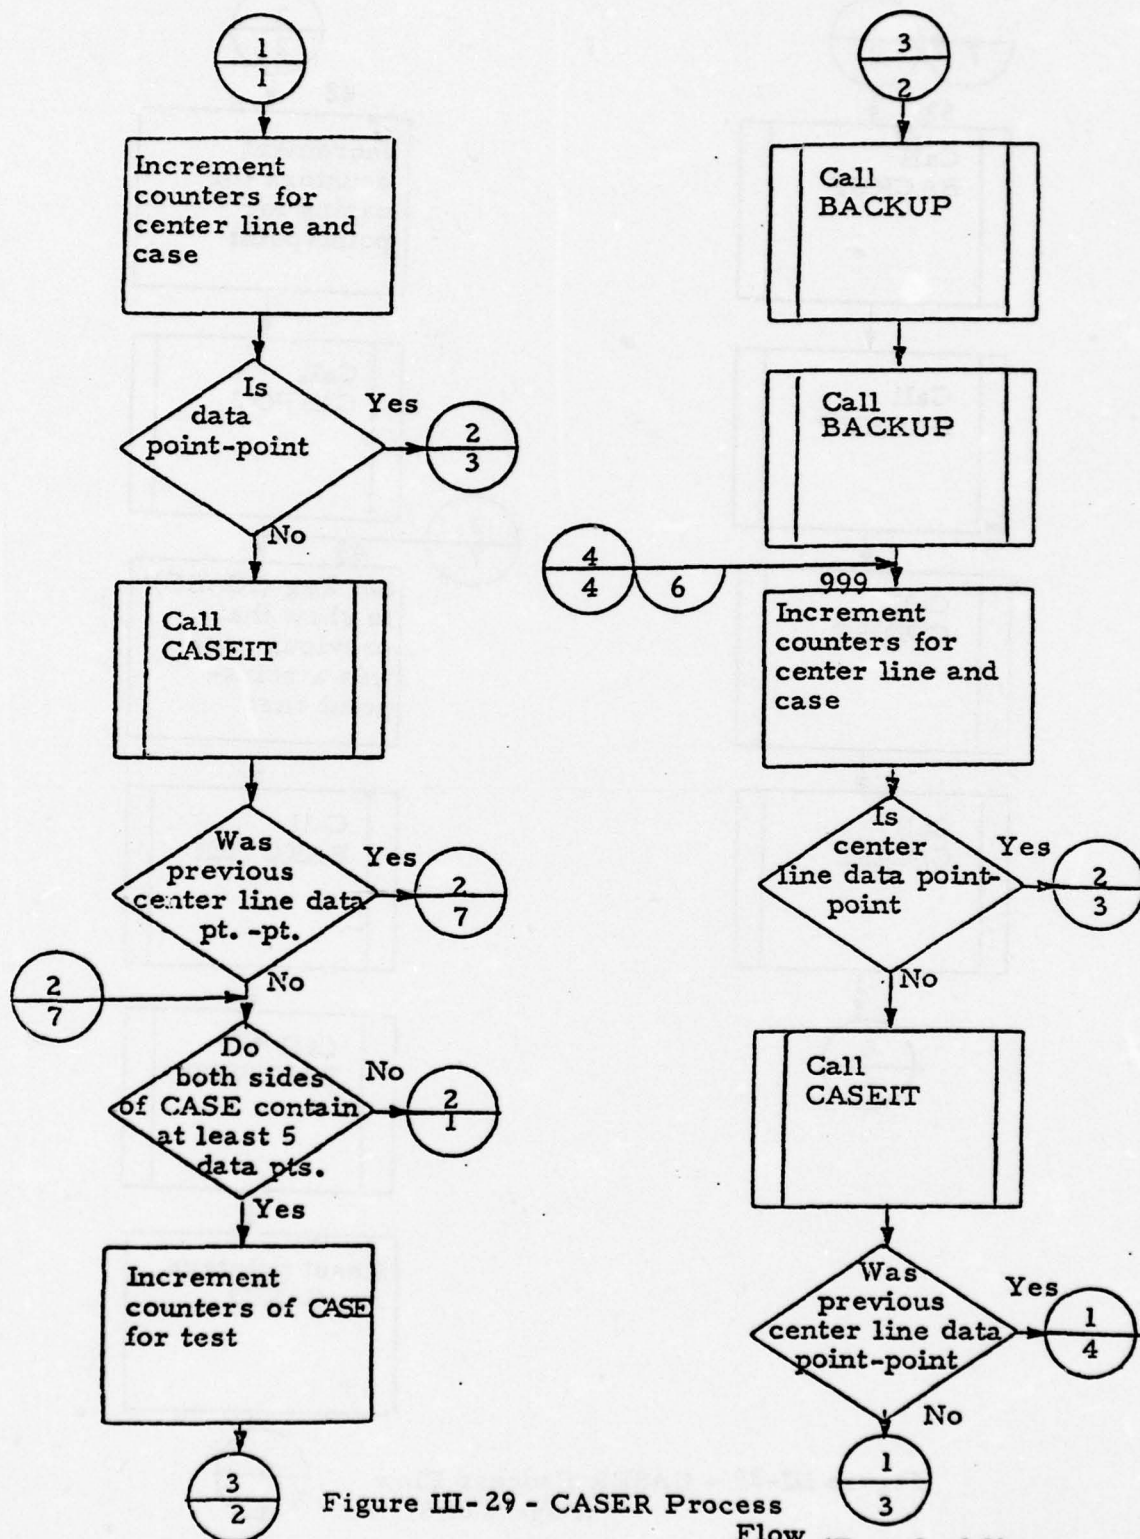 1
1
Increment
counters for
center line and
case
Is
data
point-point
Yes
2
3
No
Call
CASEIT
Was
previous
center line data
pt. -pt.
Yes
2
7
No
2
7
Do
both sides
of CASE contain
at least 5
data pts.
No
2
1
Yes
Increment
counters of CASE
for test
3
2
3
2
Call
BACKUP
Call
BACKUP
4
4
6
999
Increment
counters for
center line and
case
Is
center
line data point-
point
Yes
2
3
No
Call
CASEIT
Was
previous
center line data
point-point
Yes
1
4
No
1
3
Figure III-29 - CASER Process
Flow